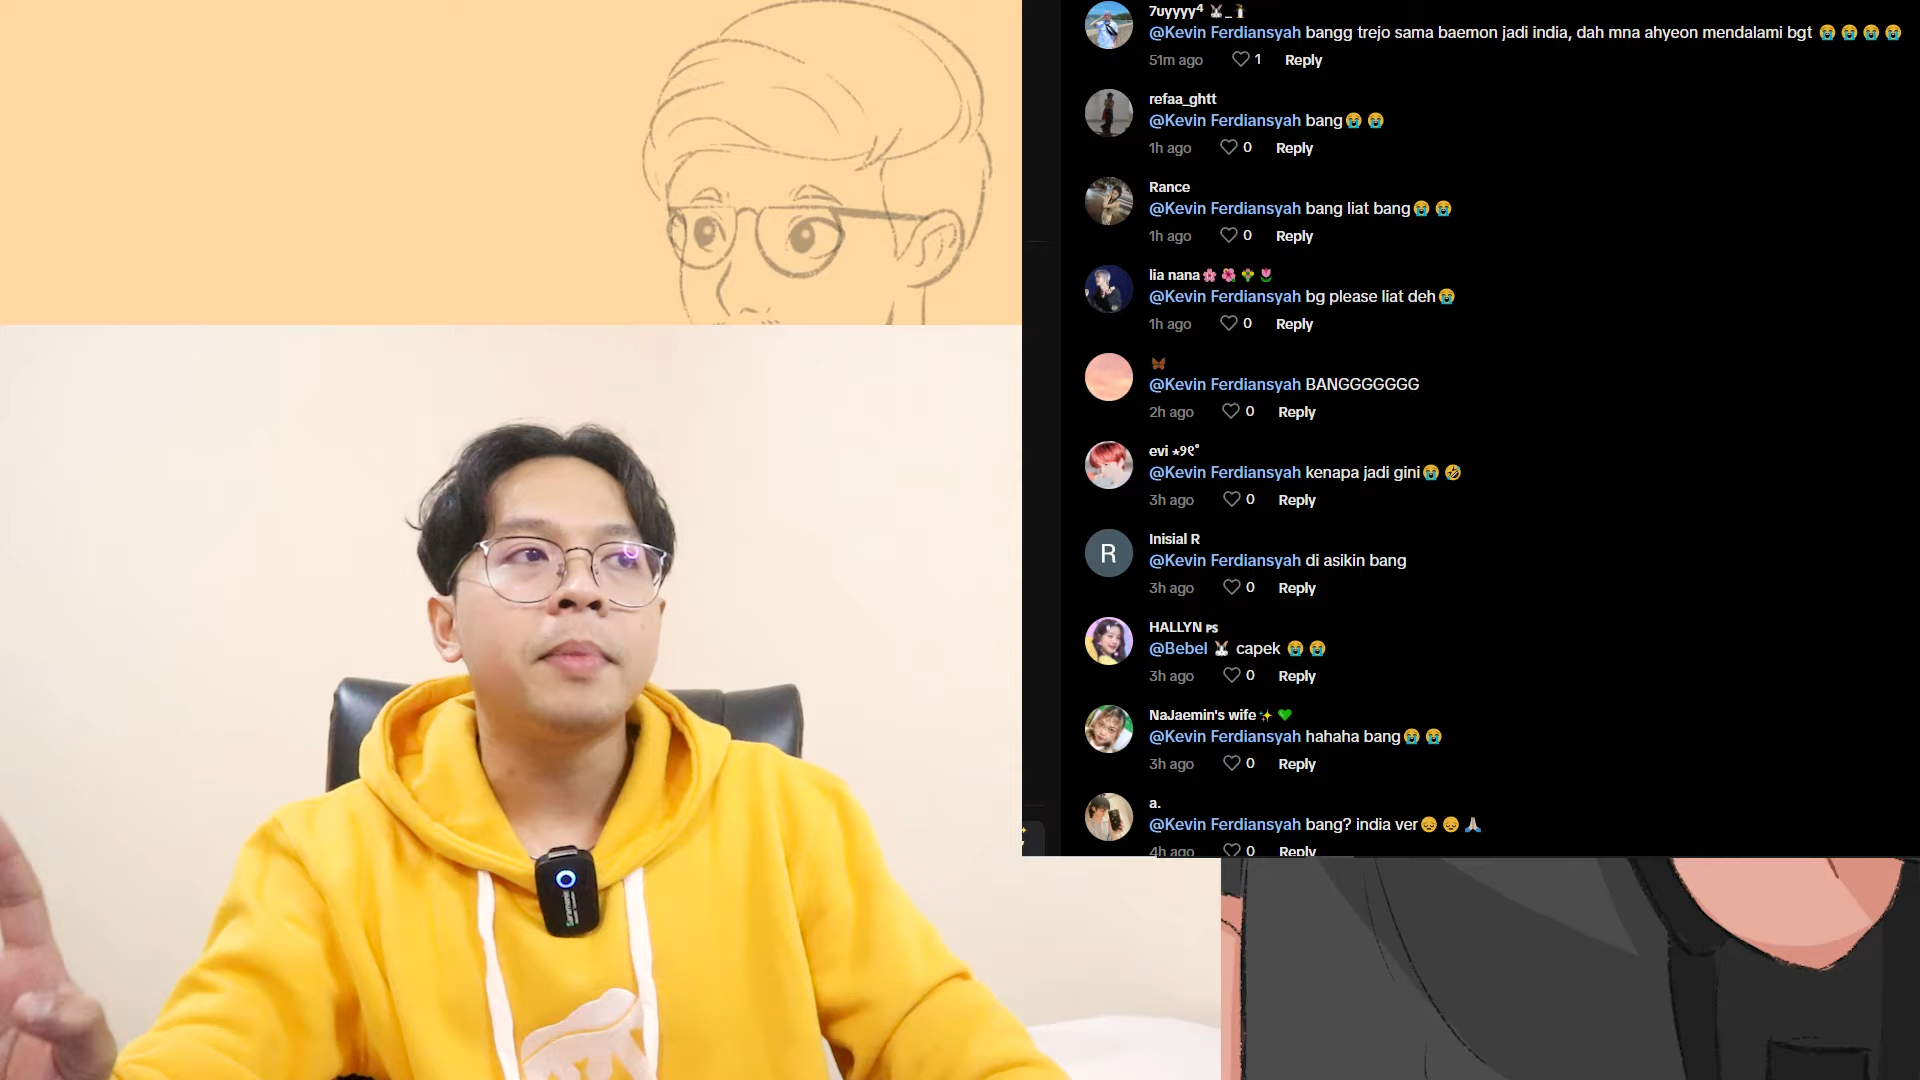 7uyyyy⁴ 🐰_🕴
@Kevin Ferdiansyah bangg trejo sama baemon jadi india, dah mna ahyeon mendalami bgt 😭😭😭😭
51m ago 1 Reply
refaa_ghtt
@Kevin Ferdiansyah bang😭😭
1h ago 0 Reply
Rance
@Kevin Ferdiansyah bang liat bang😭😭
1h ago 0 Reply
lia nana🌸🌺💐🌷
@Kevin Ferdiansyah bg please liat deh😭
1h ago 0 Reply
🦋
@Kevin Ferdiansyah BANGGGGGGG
2h ago 0 Reply
evi ⋆୨୧˚
@Kevin Ferdiansyah kenapa jadi gini😭🤣
3h ago 0 Reply
R
Inisial R
@Kevin Ferdiansyah di asikin bang
3h ago 0 Reply
HALLYN ᴘs
@Bebel 🐰 capek 😭😭
3h ago 0 Reply
NaJaemin's wife✨💚
@Kevin Ferdiansyah hahaha bang😭😭
3h ago 0 Reply
a.
@Kevin Ferdiansyah bang? india ver😔😔🙏🏻
4h ago 0 Reply
Saramonic